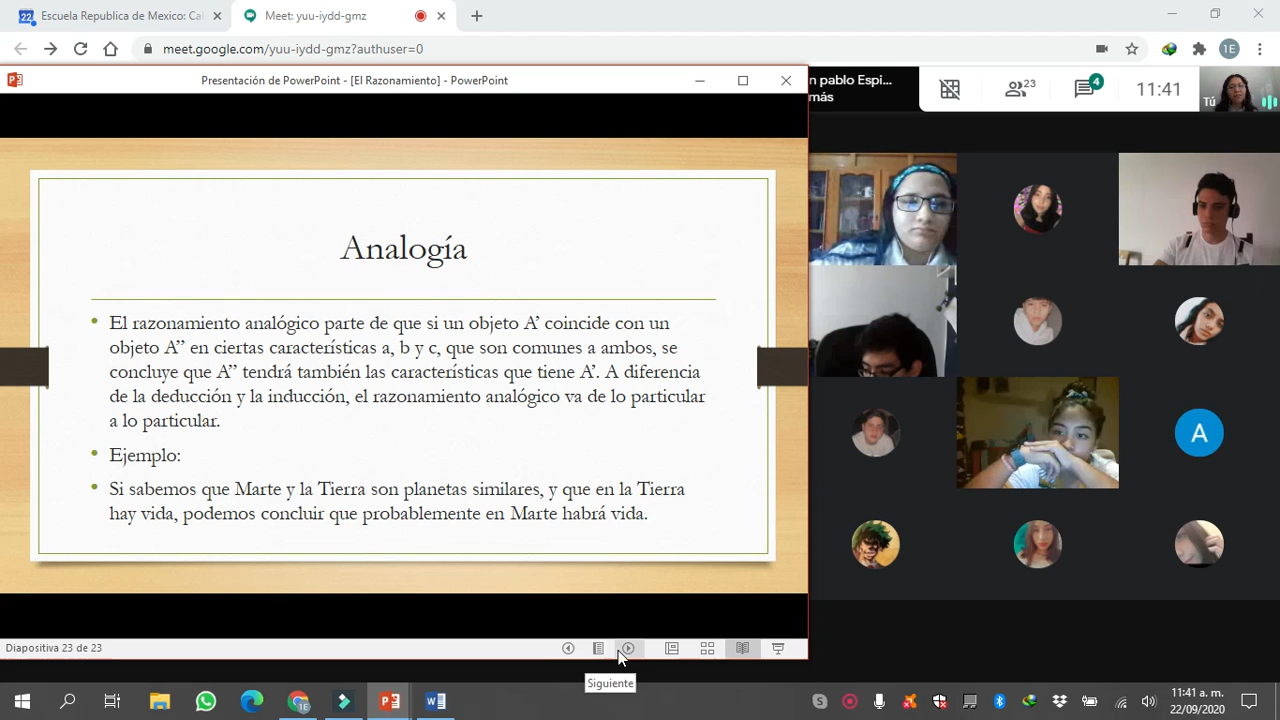 Escuela Republica de Mexico: Cal
Meet: yuu-iydd-gmz
meet.google.com/yuu-iydd-gmz?authuser=0
1E
Presentación de PowerPoint - [El Razonamiento] - PowerPoint
n pablo Espi...
más
23
4
11:41
Tú
Analogía
El razonamiento analógico parte de que si un objeto A’ coincide con un
objeto A” en ciertas características a, b y c, que son comunes a ambos, se
concluye que A” tendrá también las características que tiene A’. A diferencia
de la deducción y la inducción, el razonamiento analógico va de lo particular
a lo particular.
Ejemplo:
Si sabemos que Marte y la Tierra son planetas similares, y que en la Tierra
hay vida, podemos concluir que probablemente en Marte habrá vida.
A
Diapositiva 23 de 23
Siguiente
11:41 a. m.
22/09/2020